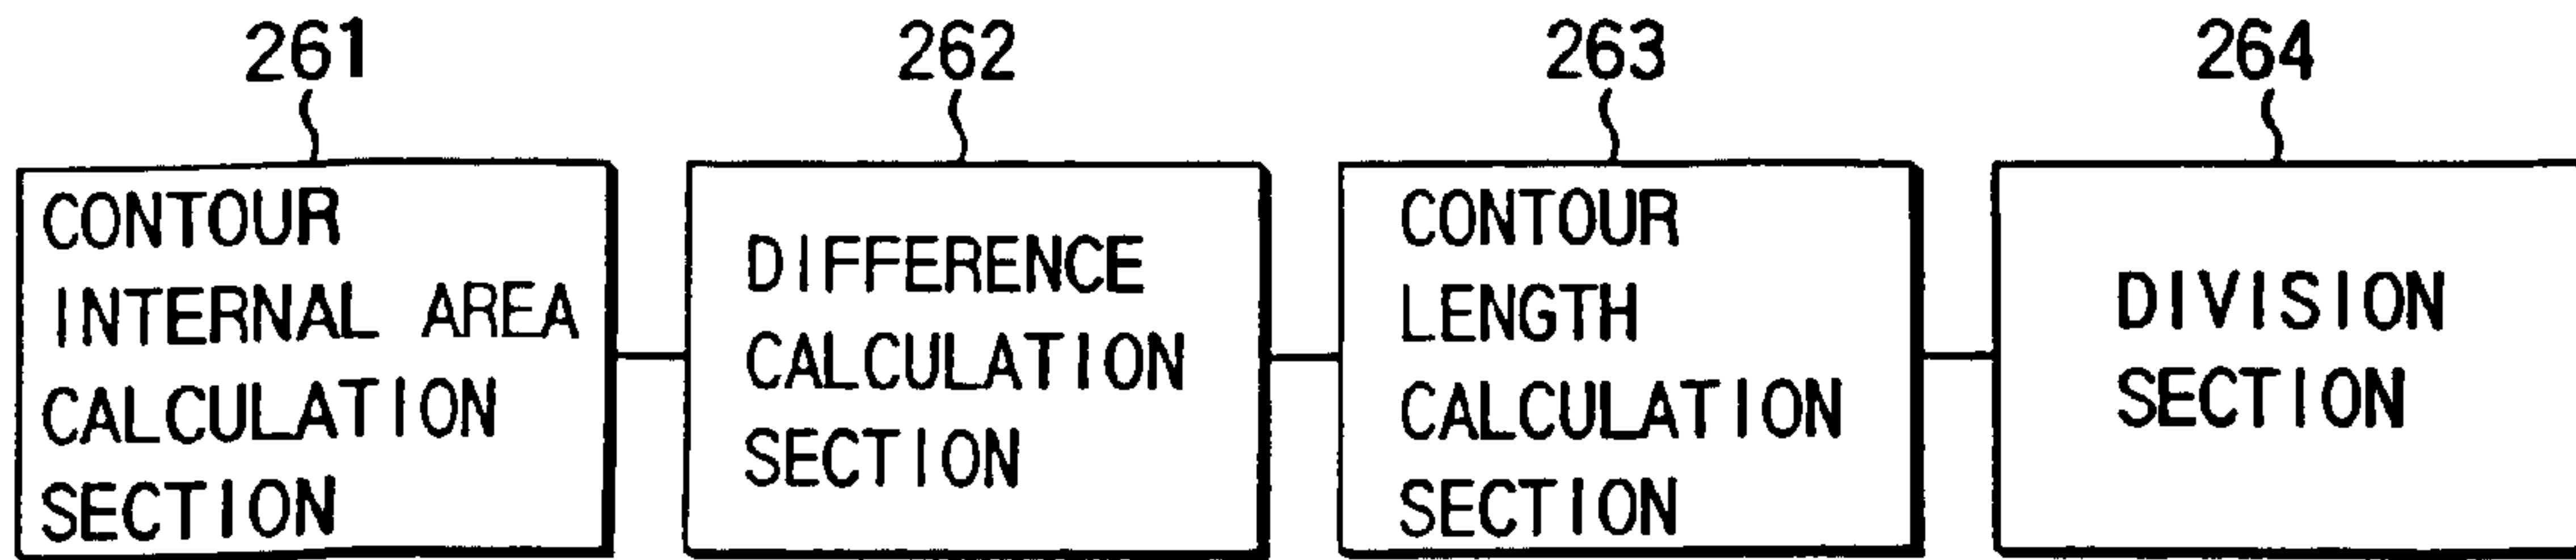 261
262
263
264
CONTOUR
INTERNAL AREA
CALCULATION
SECTION
DIFFERENCE
CALCULATION
SECTION
CONTOUR
LENGTH
CALCULATION
SECTION
DIVISION
SECTION